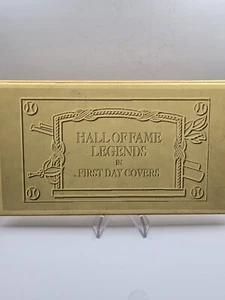 HALL OF FAME
LEGENDS
IN
FIRST DAY COVERS